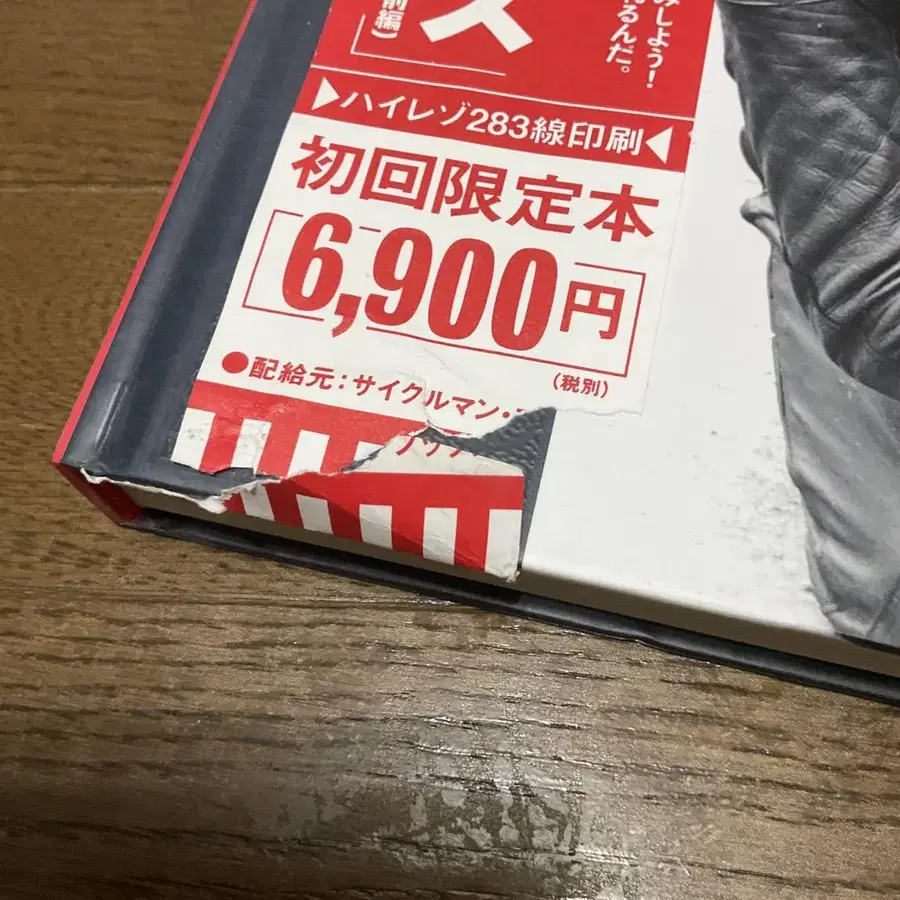 みしよう!
るんだ。
ズ
前編)
▶ハイレゾ283線印刷◀
初回限定本
6,900円
(税別)
●配給元:サイクルマン・